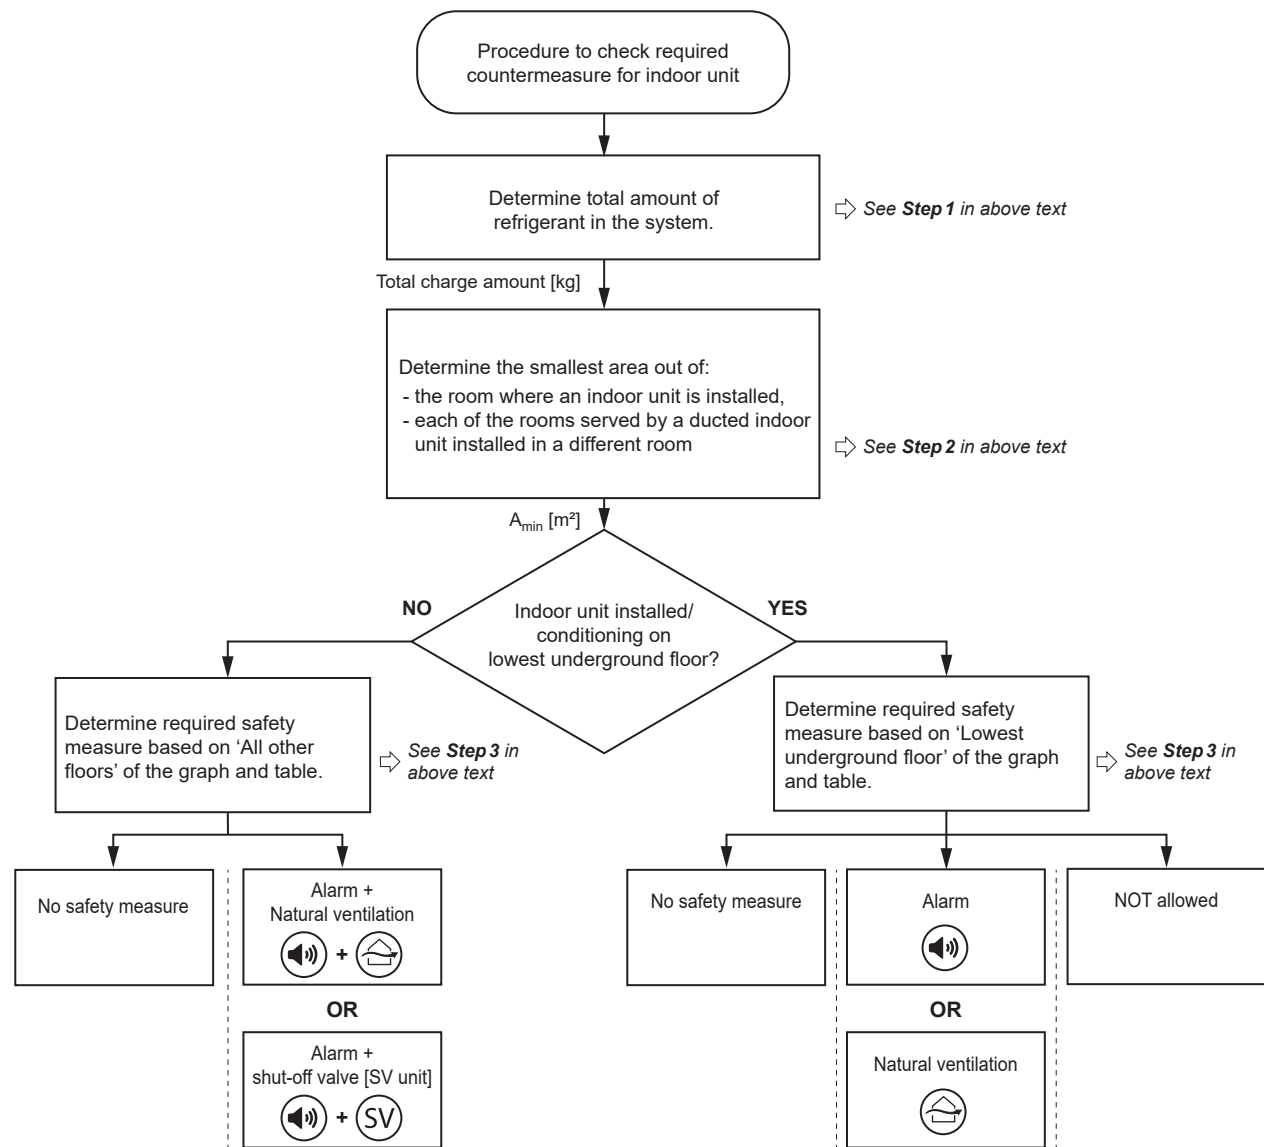 Procedure to check required
countermeasure for indoor unit
Determine total amount of
refrigerant in the system.
See Step 1 in above text
Total charge amount [kg]
Determine the smallest area out of:
- the room where an indoor unit is installed,
- each of the rooms served by a ducted indoor
unit installed in a different room
See Step 2 in above text
Amin [m²]
NO
Indoor unit installed/
conditioning on
lowest underground floor?
YES
Determine required safety
measure based on ‘All other
floors’ of the graph and table.
See Step 3 in
above text
Determine required safety
measure based on ‘Lowest
underground floor’ of the graph
and table.
See Step 3 in
above text
No safety measure
Alarm +
Natural ventilation
+
OR
Alarm +
shut-off valve [SV unit]
+ SV
No safety measure
Alarm
OR
Natural ventilation
NOT allowed